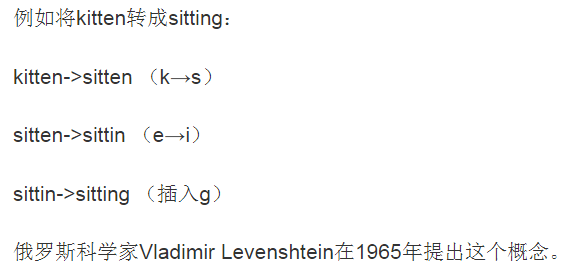 例如将kitten转成sitting：
kitten->sitten （k→s）
sitten->sittin （e→i）
sittin->sitting （插入g）
俄罗斯科学家Vladimir Levenshtein在1965年提出这个概念。